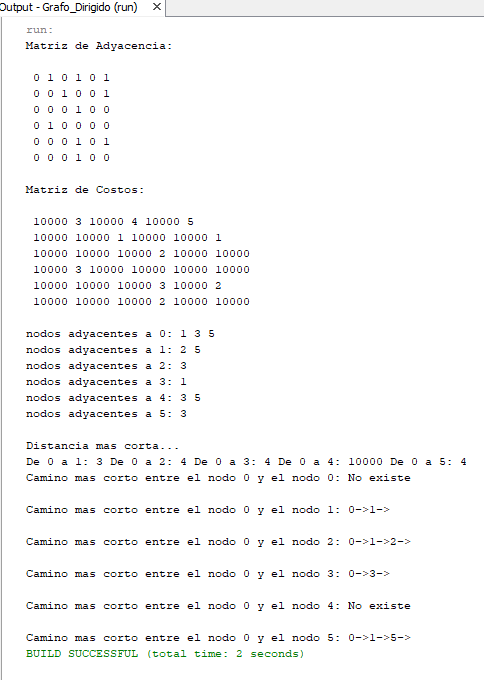 Output - Grafo_Dirigido (run) ×
run:
Matriz de Adyacencia:
0 1 0 1 0 1
0 0 1 0 0 1
0 0 0 1 0 0
0 1 0 0 0 0
0 0 0 1 0 1
0 0 0 1 0 0
Matriz de Costos:
10000 3 10000 4 10000 5
10000 10000 1 10000 10000 1
10000 10000 10000 2 10000 10000
10000 3 10000 10000 10000 10000
10000 10000 10000 3 10000 2
10000 10000 10000 2 10000 10000
nodos adyacentes a 0: 1 3 5
nodos adyacentes a 1: 2 5
nodos adyacentes a 2: 3
nodos adyacentes a 3: 1
nodos adyacentes a 4: 3 5
nodos adyacentes a 5: 3
Distancia mas corta...
De 0 a 1: 3 De 0 a 2: 4 De 0 a 3: 4 De 0 a 4: 10000 De 0 a 5: 4
Camino mas corto entre el nodo 0 y el nodo 0: No existe
Camino mas corto entre el nodo 0 y el nodo 1: 0->1->
Camino mas corto entre el nodo 0 y el nodo 2: 0->1->2->
Camino mas corto entre el nodo 0 y el nodo 3: 0->3->
Camino mas corto entre el nodo 0 y el nodo 4: No existe
Camino mas corto entre el nodo 0 y el nodo 5: 0->1->5->
BUILD SUCCESSFUL (total time: 2 seconds)